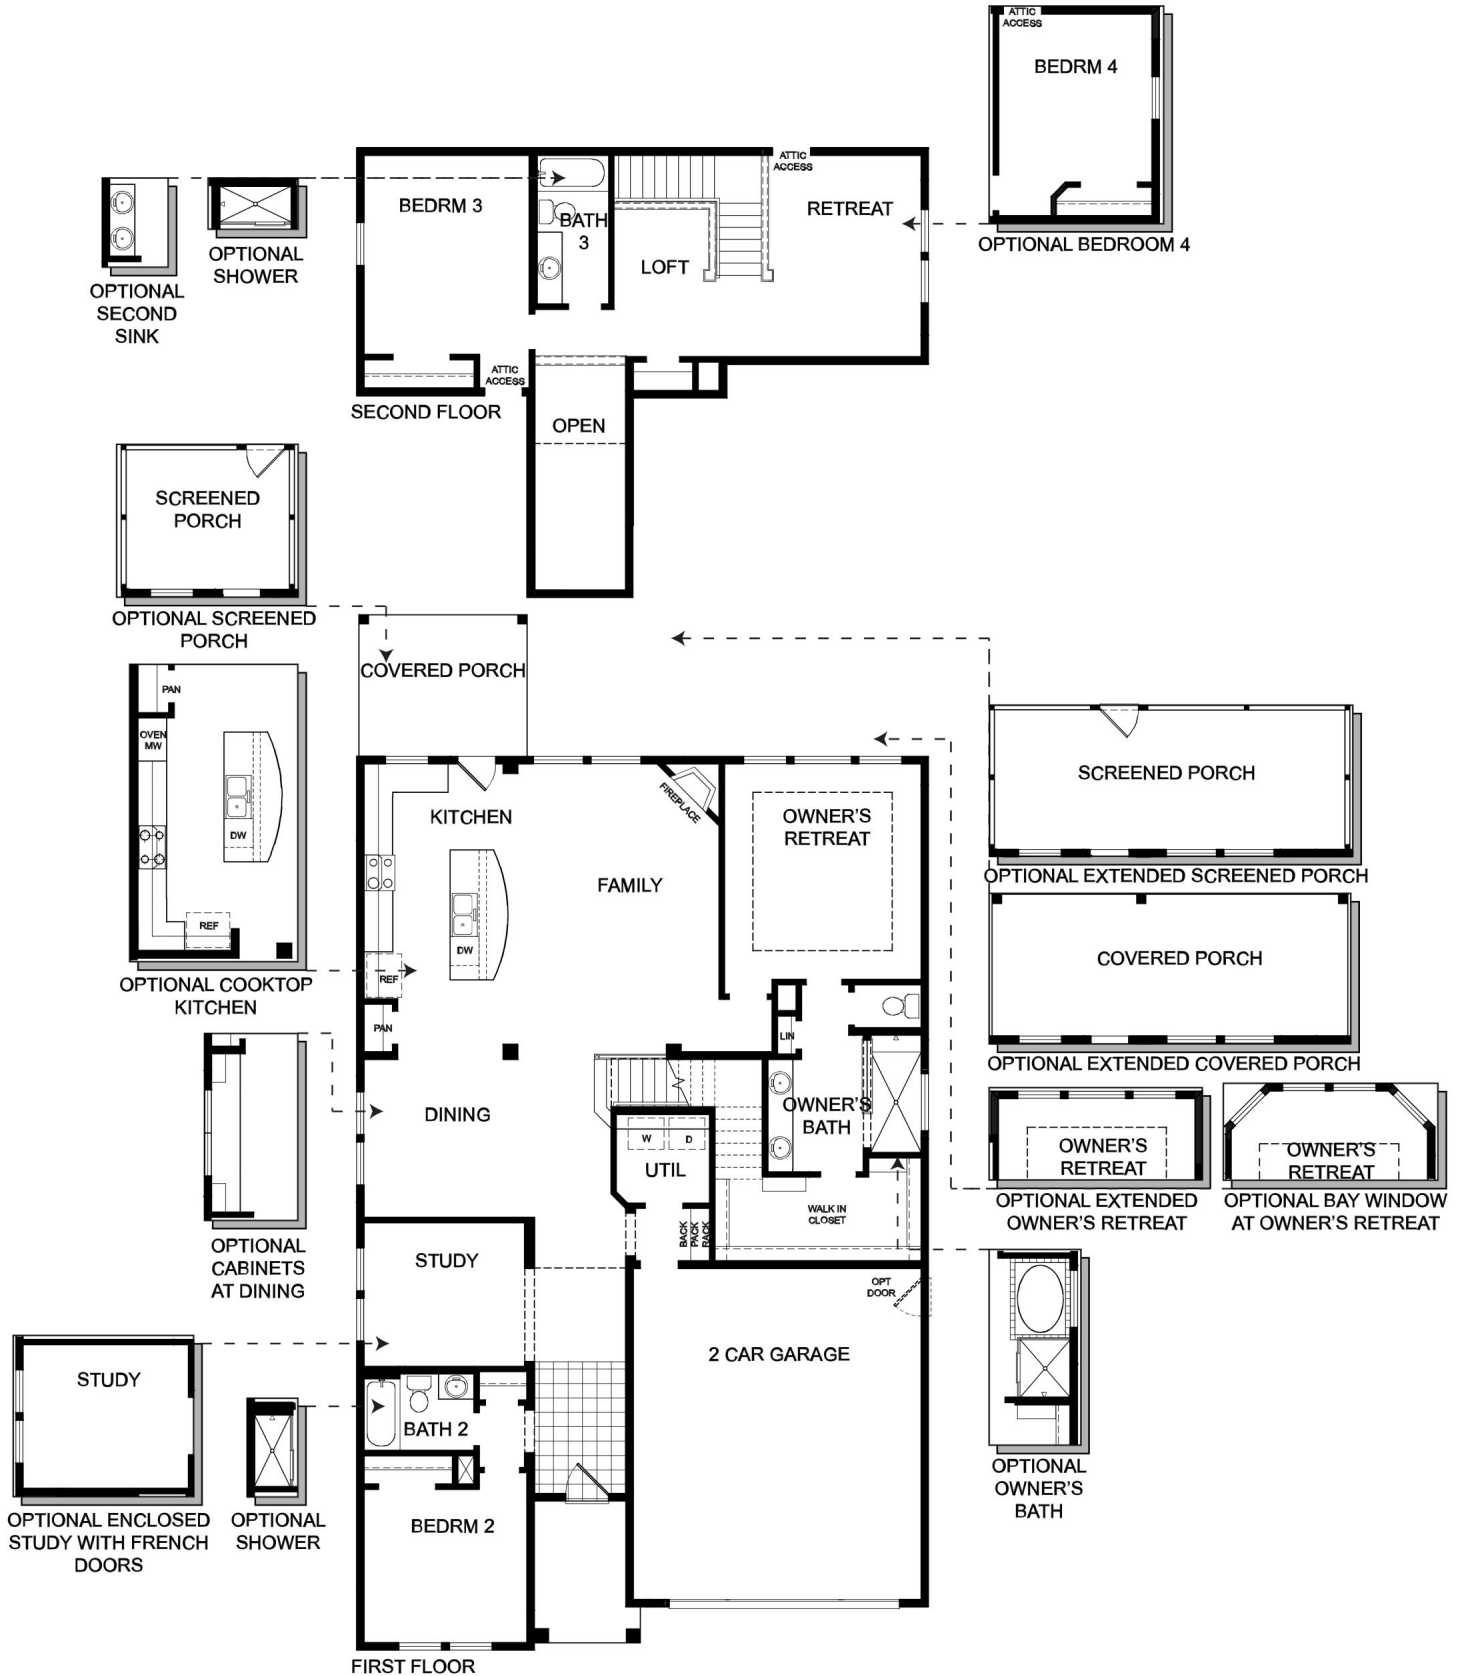 ATTIC
ACCESS
BEDRM 4
OPTIONAL BEDROOM 4
ATTIC
ACCESS
BEDRM 3
BATH
3
RETREAT
LOFT
OPTIONAL
SECOND
SINK
OPTIONAL
SHOWER
ATTIC
ACCESS
SECOND FLOOR
OPEN
SCREENED
PORCH
OPTIONAL SCREENED
PORCH
COVERED PORCH
PAN
OVEN
MW
DW
REF
OPTIONAL COOKTOP
KITCHEN
KITCHEN
FIREPLACE
OWNER'S
RETREAT
FAMILY
DW
REF
PAN
LIN
SCREENED PORCH
OPTIONAL EXTENDED SCREENED PORCH
COVERED PORCH
OPTIONAL EXTENDED COVERED PORCH
DINING
OWNER'S
BATH
W
D
UTIL
WALK IN
CLOSET
BACK
PACK
RACK
OWNER'S
RETREAT
OPTIONAL EXTENDED
OWNER'S RETREAT
OWNER'S
RETREAT
OPTIONAL BAY WINDOW
AT OWNER'S RETREAT
OPTIONAL
CABINETS
AT DINING
STUDY
OPT
DOOR
2 CAR GARAGE
STUDY
OPTIONAL ENCLOSED
STUDY WITH FRENCH
DOORS
OPTIONAL
SHOWER
BATH 2
BEDRM 2
OPTIONAL
OWNER'S
BATH
FIRST FLOOR